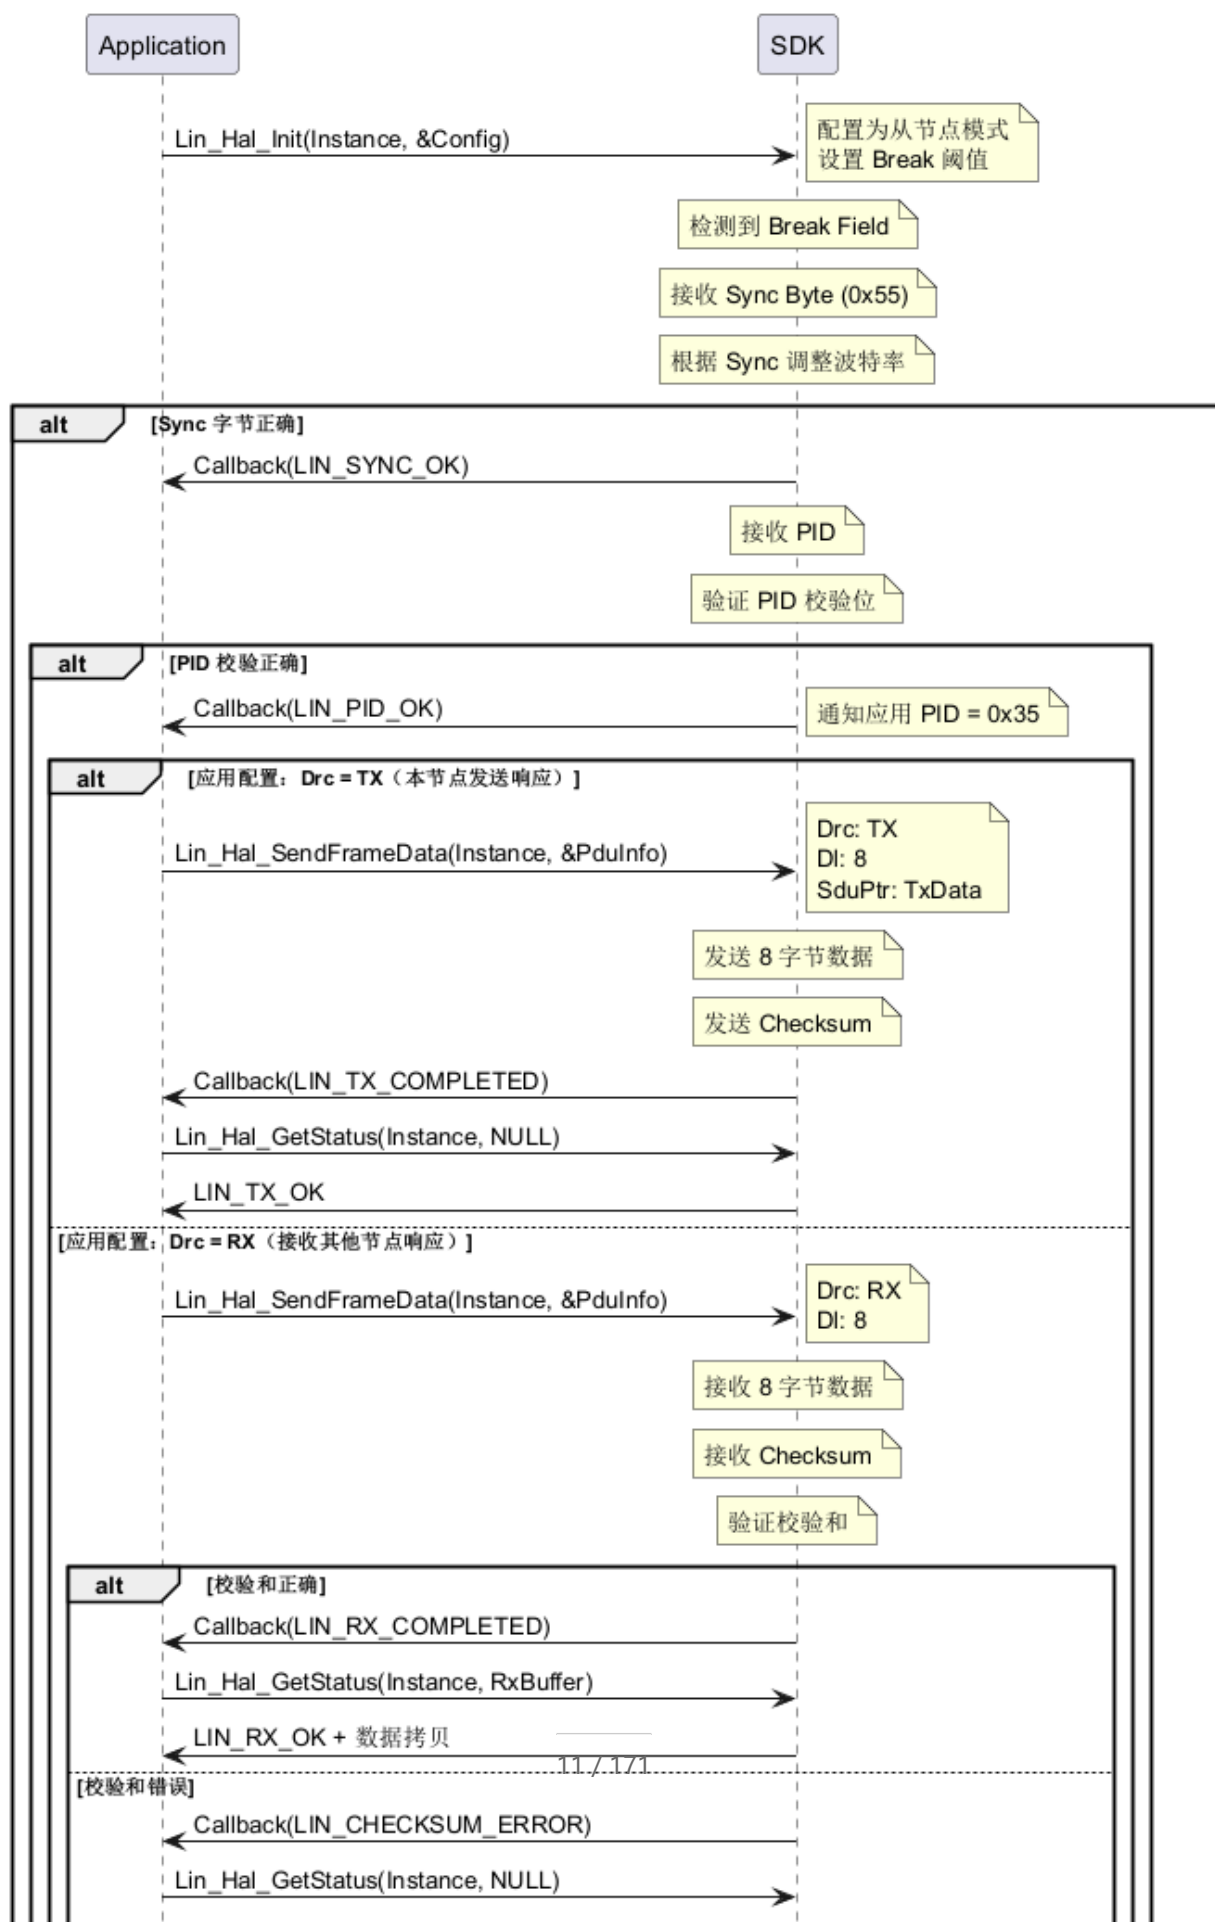 Application
SDK
Lin_Hal_Init(Instance, &Config)
配置为从节点模式
设置 Break 阈值
检测到 Break Field
接收 Sync Byte (0x55)
根据 Sync 调整波特率
alt
[Sync 字节正确]
Callback(LIN_SYNC_OK)
接收 PID
验证 PID 校验位
alt
[PID 校验正确]
Callback(LIN_PID_OK)
通知应用 PID = 0x35
alt
[应用配置：Drc = TX（本节点发送响应）]
Lin_Hal_SendFrameData(Instance, &PduInfo)
Drc: TX
Dl: 8
SduPtr: TxData
发送 8 字节数据
发送 Checksum
Callback(LIN_TX_COMPLETED)
Lin_Hal_GetStatus(Instance, NULL)
LIN_TX_OK
[应用配置：Drc = RX（接收其他节点响应）]
Lin_Hal_SendFrameData(Instance, &PduInfo)
Drc: RX
Dl: 8
接收 8 字节数据
接收 Checksum
验证校验和
alt
[校验和正确]
Callback(LIN_RX_COMPLETED)
Lin_Hal_GetStatus(Instance, RxBuffer)
LIN_RX_OK + 数据拷贝
11 / 171
[校验和错误]
Callback(LIN_CHECKSUM_ERROR)
Lin_Hal_GetStatus(Instance, NULL)